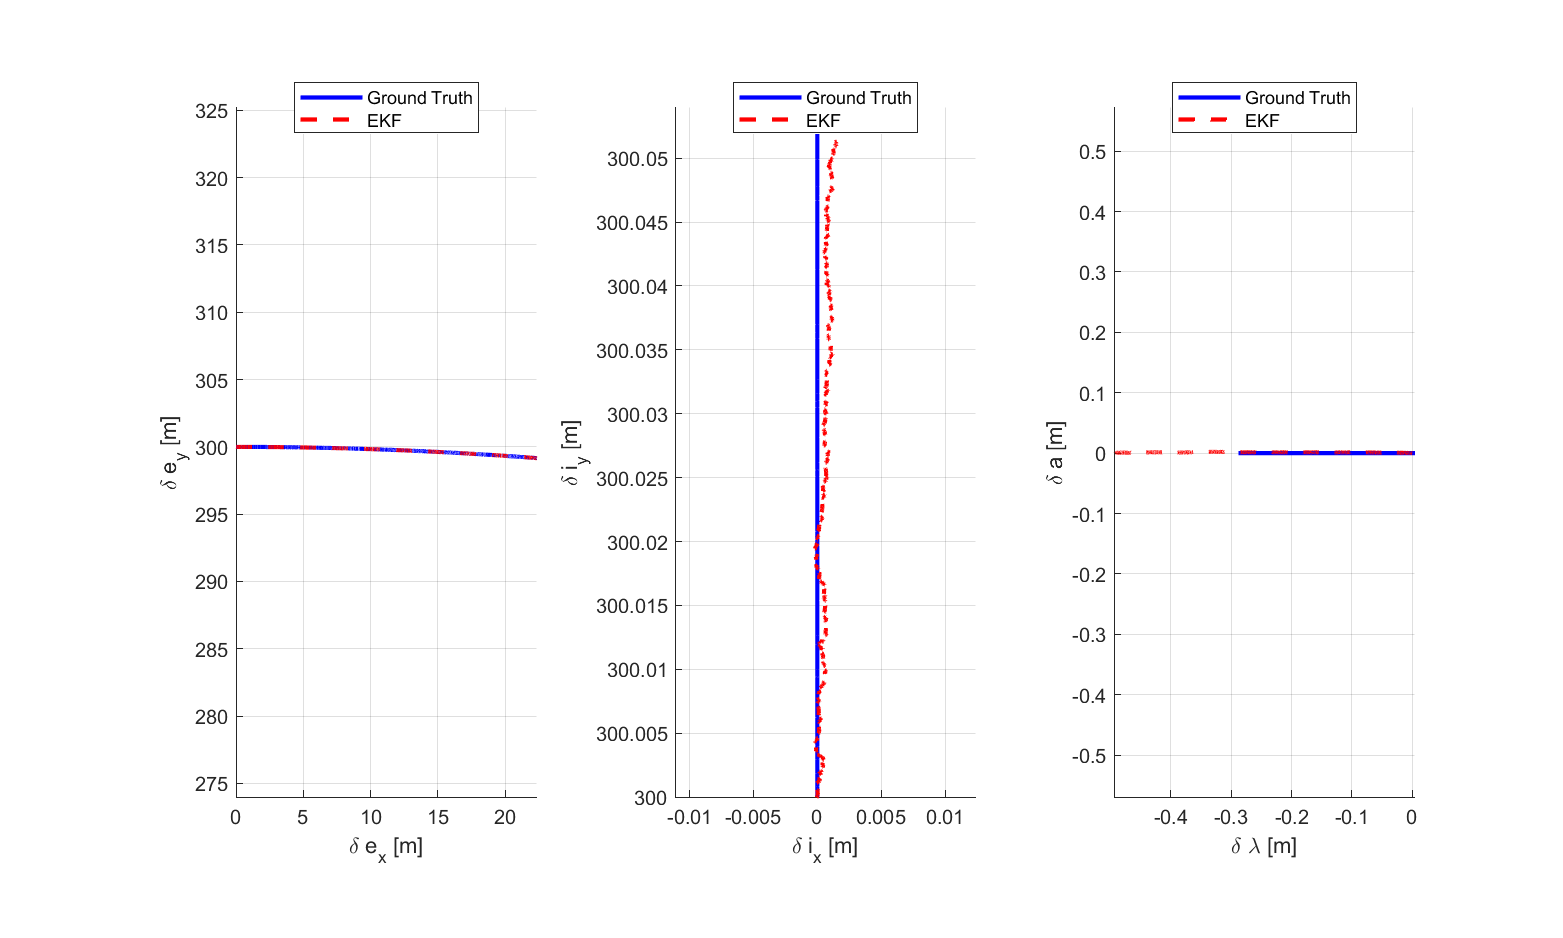 Ground Truth
EKF
325
320
315
310
305
300
295
290
285
280
275
0 5 10 15 20
δ e_x [m]
δ e_y [m]
Ground Truth
EKF
300.05
300.045
300.04
300.035
300.03
300.025
300.02
300.015
300.01
300.005
300
-0.01 -0.005 0 0.005 0.01
δ i_x [m]
δ i_y [m]
Ground Truth
EKF
0.5
0.4
0.3
0.2
0.1
0
-0.1
-0.2
-0.3
-0.4
-0.5
-0.4 -0.3 -0.2 -0.1 0
δ λ [m]
δ a [m]